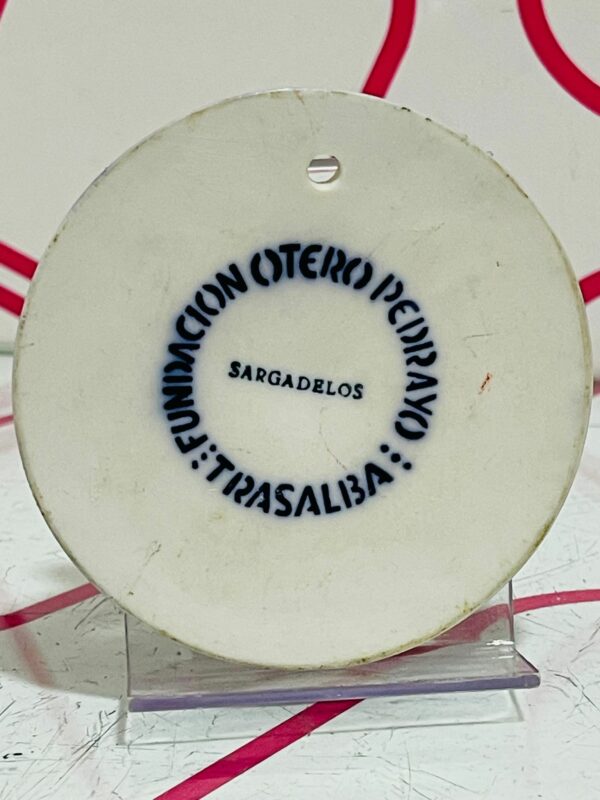 FUNDACION OTERO PEDRAYO
SARGADELOS
TRASALBA